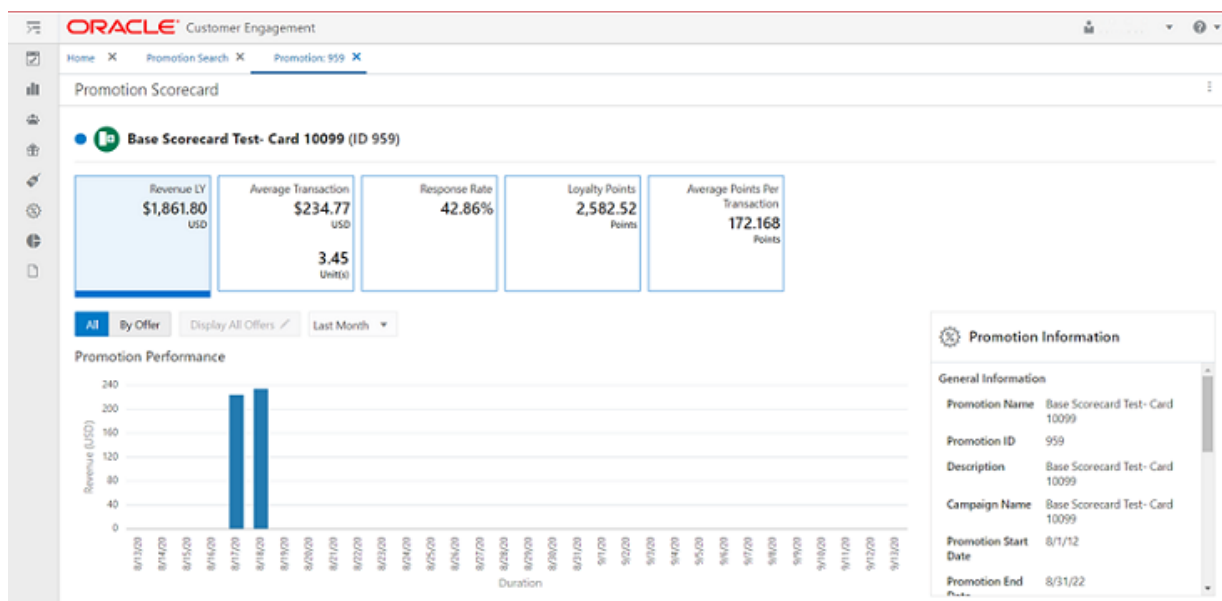 ORACLE Customer Engagement
Home X Promotion Search X Promotion: 959 X
Promotion Scorecard
Base Scorecard Test- Card 10099 (ID 959)
Revenue LY
$1,861.80
USD
Average Transaction
$234.77
USD
3.45
Unit(s)
Response Rate
42.86%
Loyalty Points
2,582.52
Points
Average Points Per
Transaction
172.168
Points
All By Offer Display All Offers Last Month
Promotion Performance
240
200
160
120
80
40
0
Revenue (USD)
8/13/20
8/14/20
8/15/20
8/16/20
8/17/20
8/18/20
8/19/20
8/20/20
8/21/20
8/22/20
8/23/20
8/24/20
8/25/20
8/26/20
8/27/20
8/28/20
8/29/20
8/30/20
8/31/20
9/1/20
9/2/20
9/3/20
9/4/20
9/5/20
9/6/20
9/7/20
9/8/20
9/9/20
9/10/20
9/11/20
9/12/20
9/13/20
Duration
Promotion Information
General Information
Promotion Name Base Scorecard Test- Card
10099
Promotion ID 959
Description Base Scorecard Test- Card
10099
Campaign Name Base Scorecard Test- Card
10099
Promotion Start 8/1/12
Date
Promotion End 8/31/22
Date